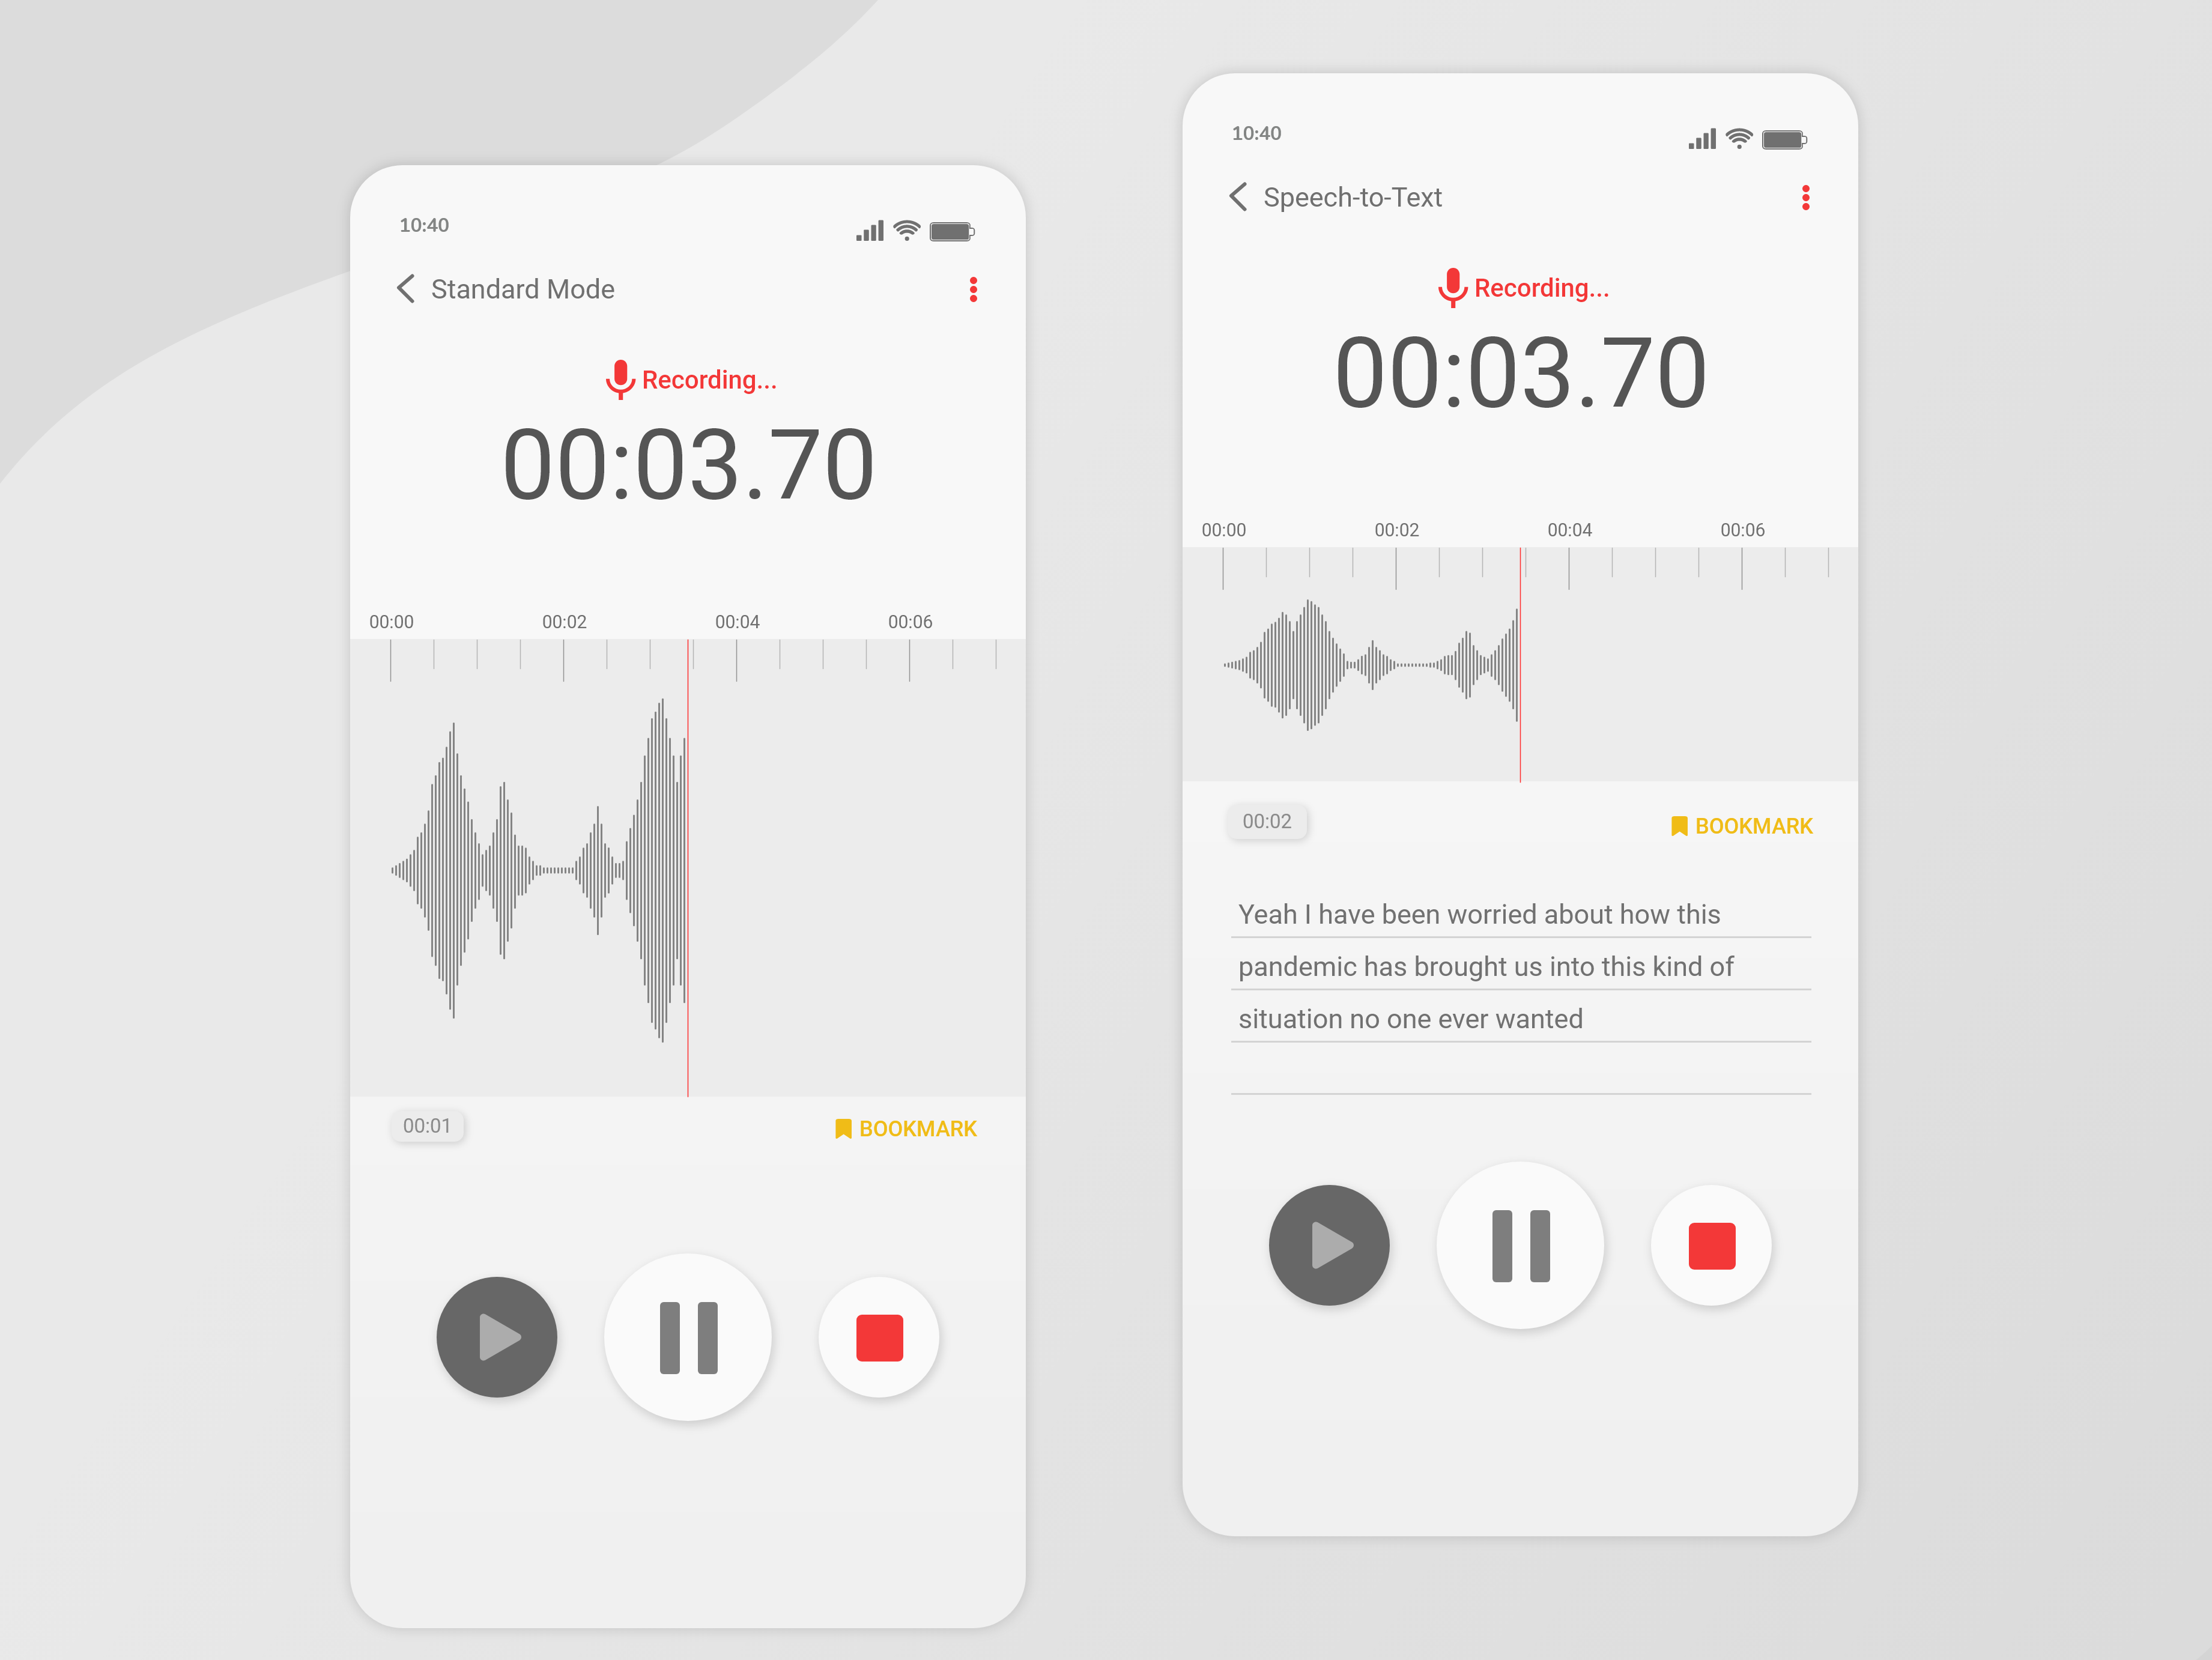 10:40
Standard Mode
Recording...
00:03.70
00:00 00:02 00:04 00:06
00:01
BOOKMARK
10:40
Speech-to-Text
Recording...
00:03.70
00:00 00:02 00:04 00:06
00:02
BOOKMARK
Yeah I have been worried about how this
pandemic has brought us into this kind of
situation no one ever wanted